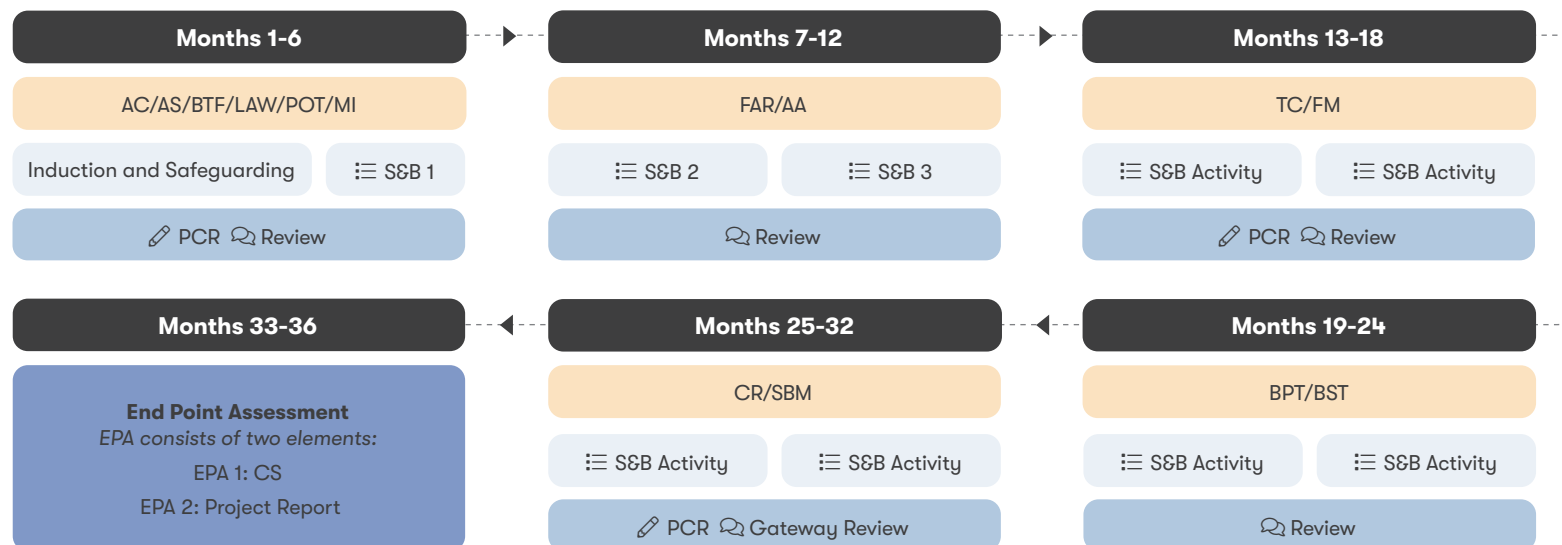 Months 1-6
AC/AS/BTF/LAW/POT/MI
Induction and Safeguarding
S&B 1
PCR Review
Months 7-12
FAR/AA
S&B 2
S&B 3
Review
Months 13-18
TC/FM
S&B Activity
S&B Activity
PCR Review
Months 19-24
BPT/BST
S&B Activity
S&B Activity
Review
Months 25-32
CR/SBM
S&B Activity
S&B Activity
PCR Gateway Review
Months 33-36
End Point Assessment
EPA consists of two elements:
EPA 1: CS
EPA 2: Project Report